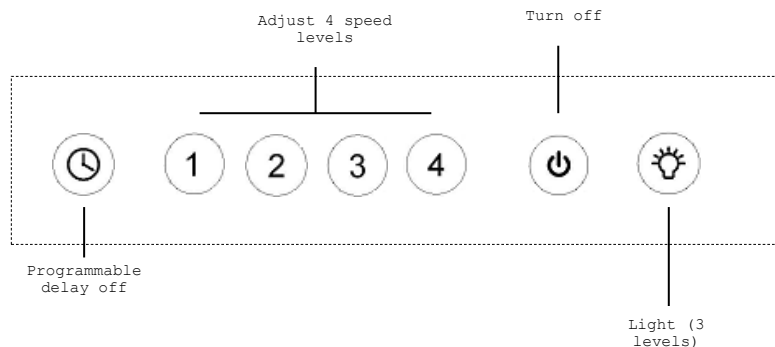 Adjust 4 speed
levels
Turn off
1 2 3 4
Programmable
delay off
Light (3
levels)